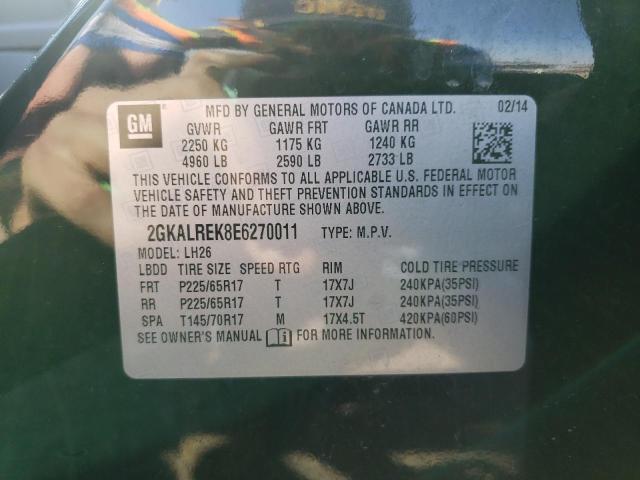 MFD BY GENERAL MOTORS OF CANADA LTD. 02/14
GM
GVWR GAWR FRT GAWR RR
2250 KG 1175 KG 1240 KG
4960 LB 2590 LB 2733 LB
THIS VEHICLE CONFORMS TO ALL APPLICABLE U.S. FEDERAL MOTOR
VEHICLE SAFETY AND THEFT PREVENTION STANDARDS IN EFFECT ON
THE DATE OF MANUFACTURE SHOWN ABOVE.
2GKALREK8E6270011 TYPE: M.P.V.
MODEL: LH26
LBDD TIRE SIZE SPEED RTG RIM COLD TIRE PRESSURE
FRT P225/65R17 T 17X7J 240KPA(35PSI)
RR P225/65R17 T 17X7J 240KPA(35PSI)
SPA T145/70R17 M 17X4.5T 420KPA(60PSI)
SEE OWNER'S MANUAL FOR MORE INFORMATION.